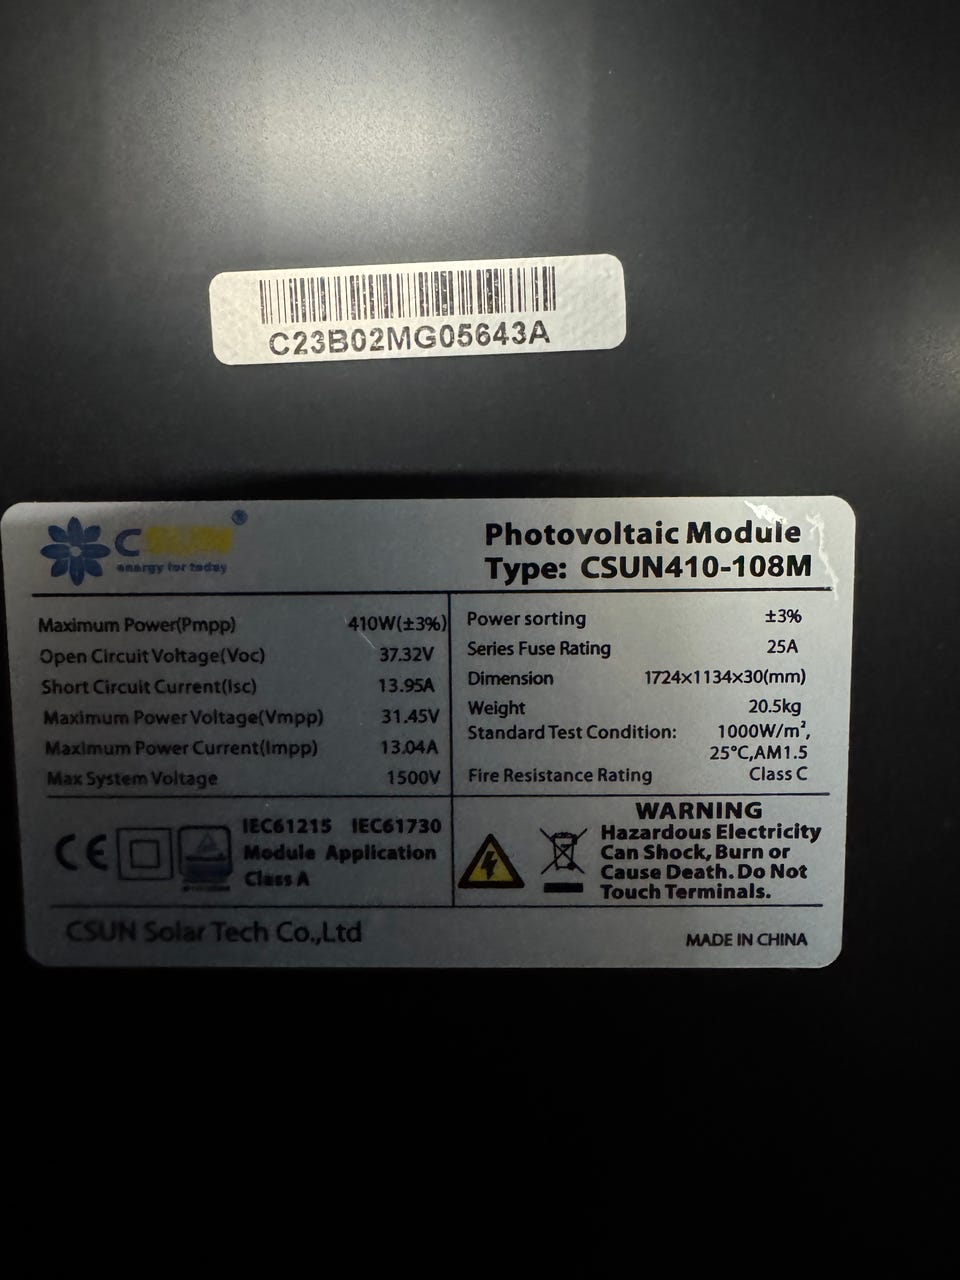 C23B02MG05643A
CSUN®
energy for today
Photovoltaic Module
Type: CSUN410-108M
Maximum Power(Pmpp) 410W(±3%)
Open Circuit Voltage(Voc) 37.32V
Short Circuit Current(Isc) 13.95A
Maximum Power Voltage(Vmpp) 31.45V
Maximum Power Current(Impp) 13.04A
Max System Voltage 1500V
Power sorting ±3%
Series Fuse Rating 25A
Dimension 1724x1134x30(mm)
Weight 20.5kg
Standard Test Condition: 1000W/m²,
25°C,AM1.5
Fire Resistance Rating Class C
CE
IEC61215 IEC61730
Module Application
Class A
WARNING
Hazardous Electricity
Can Shock, Burn or
Cause Death. Do Not
Touch Terminals.
CSUN Solar Tech Co.,Ltd
MADE IN CHINA